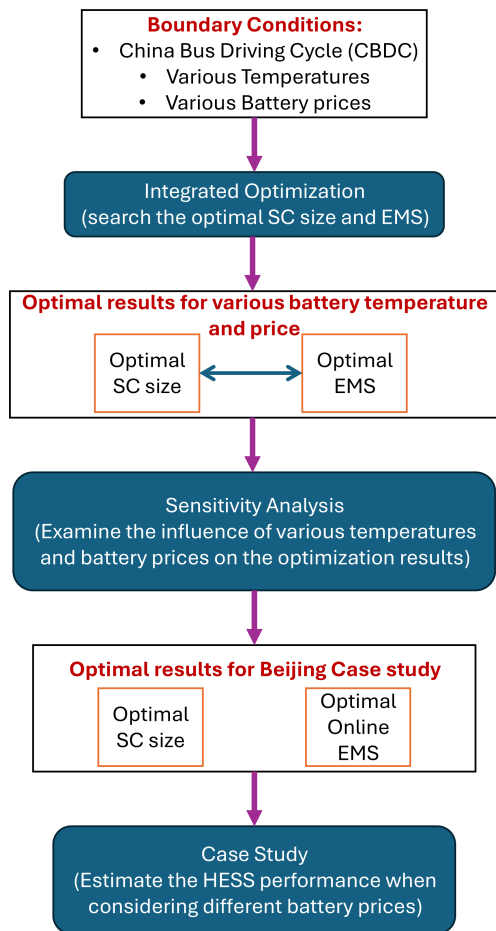 Boundary Conditions:
• China Bus Driving Cycle (CBDC)
• Various Temperatures
• Various Battery prices
Integrated Optimization
(search the optimal SC size and EMS)
Optimal results for various battery temperature
and price
Optimal
SC size
Optimal
EMS
Sensitivity Analysis
(Examine the influence of various temperatures
and battery prices on the optimization results)
Optimal results for Beijing Case study
Optimal
SC size
Optimal
Online
EMS
Case Study
(Estimate the HESS performance when
considering different battery prices)